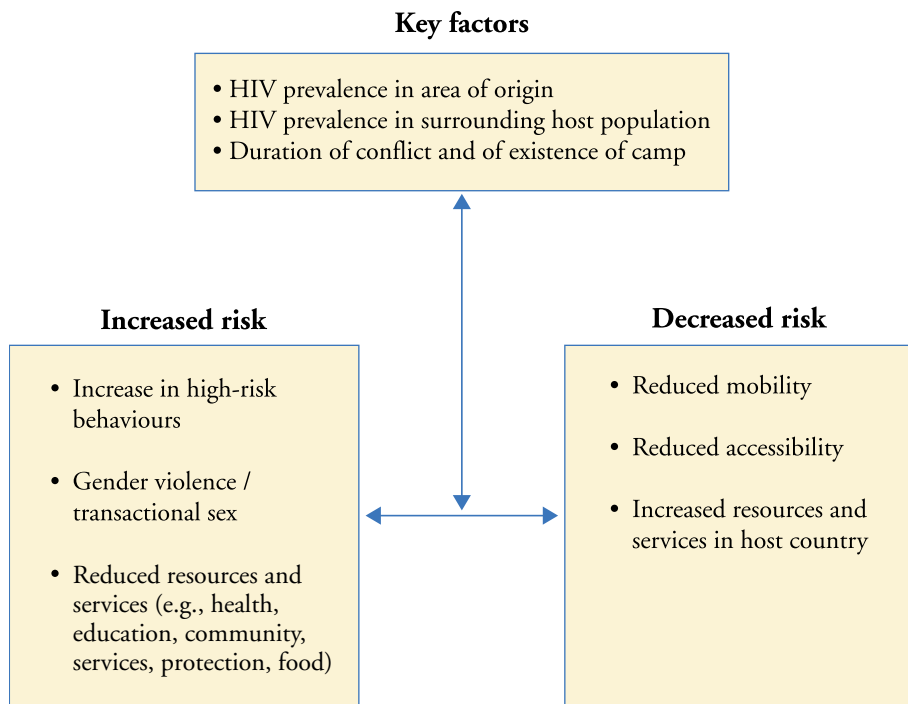 Key factors
• HIV prevalence in area of origin
• HIV prevalence in surrounding host population
• Duration of conflict and of existence of camp
Increased risk
• Increase in high-risk
behaviours
• Gender violence /
transactional sex
• Reduced resources and
services (e.g., health,
education, community,
services, protection, food)
Decreased risk
• Reduced mobility
• Reduced accessibility
• Increased resources and
services in host country